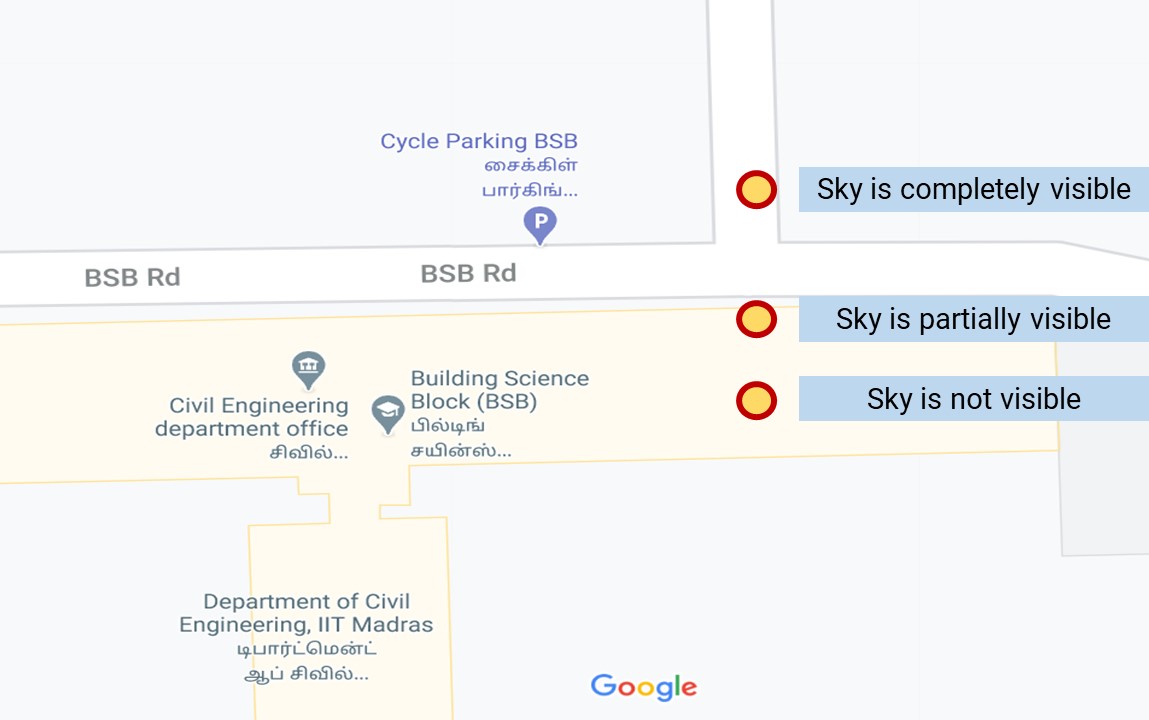 Cycle Parking BSB
சைக்கிள்
பார்கிங்...
P
Sky is completely visible
BSB Rd
BSB Rd
Sky is partially visible
Civil Engineering
department office
சிவில்...
Building Science
Block (BSB)
பில்டிங்
சயின்ஸ்...
Sky is not visible
Department of Civil
Engineering, IIT Madras
டிபார்ட்மென்ட்
ஆப் சிவில்...
Google